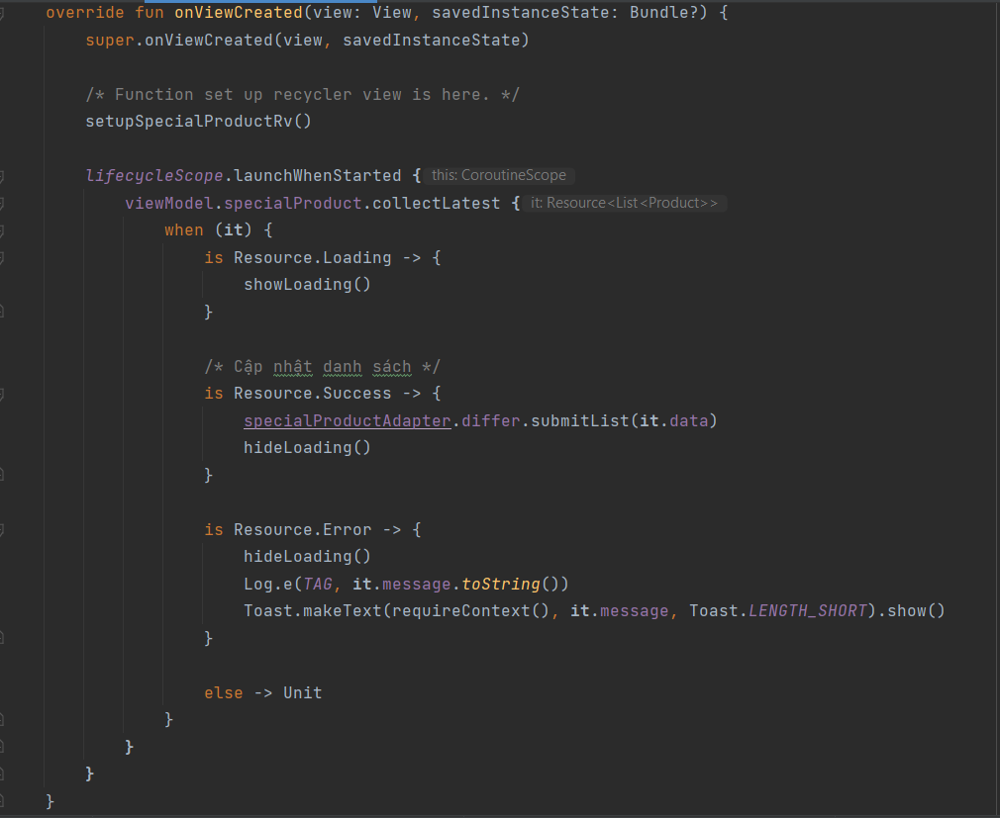 override fun onViewCreated(view: View, savedInstanceState: Bundle?) {
super.onViewCreated(view, savedInstanceState)
/* Function set up recycler view is here. */
setupSpecialProductRv()
lifecycleScope.launchWhenStarted { this: CoroutineScope
viewModel.specialProduct.collectLatest { it: Resource<List<Product>>
when (it) {
is Resource.Loading -> {
showLoading()
}
/* Cập nhật danh sách */
is Resource.Success -> {
specialProductAdapter.differ.submitList(it.data)
hideLoading()
}
is Resource.Error -> {
hideLoading()
Log.e(TAG, it.message.toString())
Toast.makeText(requireContext(), it.message, Toast.LENGTH_SHORT).show()
}
else -> Unit
}
}
}
}